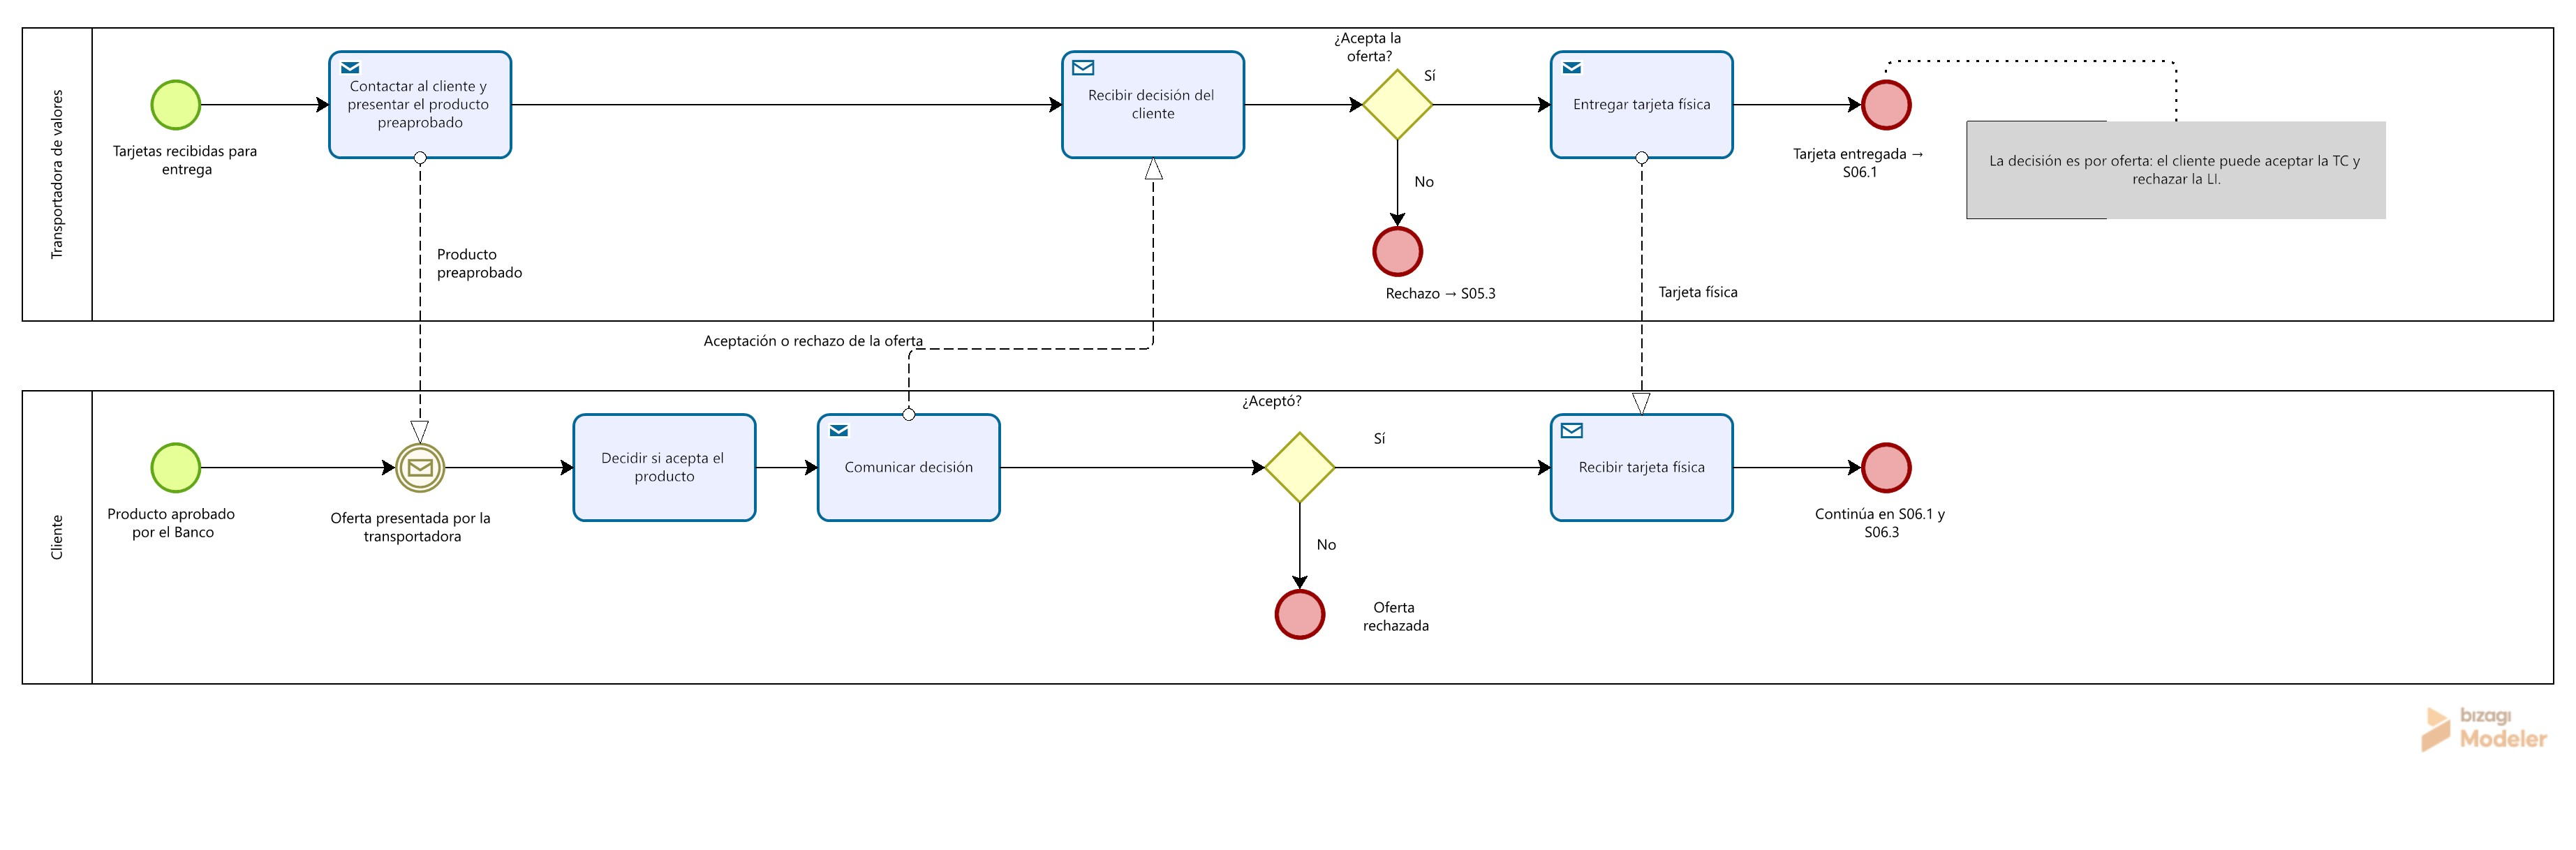 Transportadora de valores
Tarjetas recibidas para
entrega
Contactar al cliente y
presentar el producto
preaprobado
Producto
preaprobado
Recibir decisión del
cliente
¿Acepta la
oferta?
Sí
No
Rechazo → S05.3
Entregar tarjeta física
Tarjeta física
Tarjeta entregada →
S06.1
La decisión es por oferta: el cliente puede aceptar la TC y
rechazar la LI.
Aceptación o rechazo de la oferta
Cliente
Producto aprobado
por el Banco
Oferta presentada por la
transportadora
Decidir si acepta el
producto
Comunicar decisión
¿Aceptó?
Sí
No
Oferta
rechazada
Recibir tarjeta física
Continúa en S06.1 y
S06.3
bizagi
Modeler